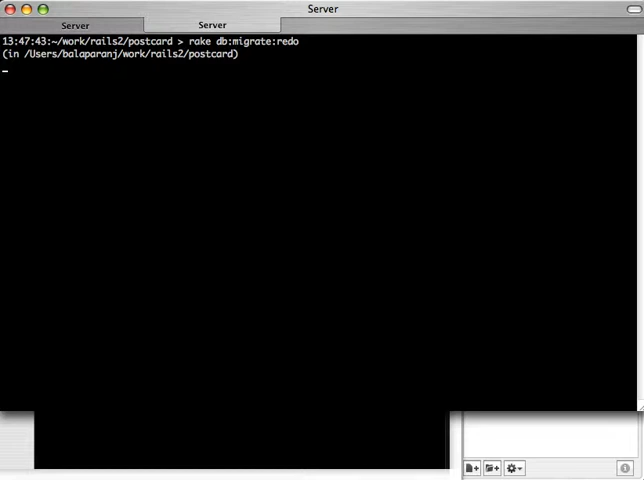 Server
Server
Server
13:47:43:~/work/rails2/postcard > rake db:migrate:redo
(in /Users/balaparanj/work/rails2/postcard)